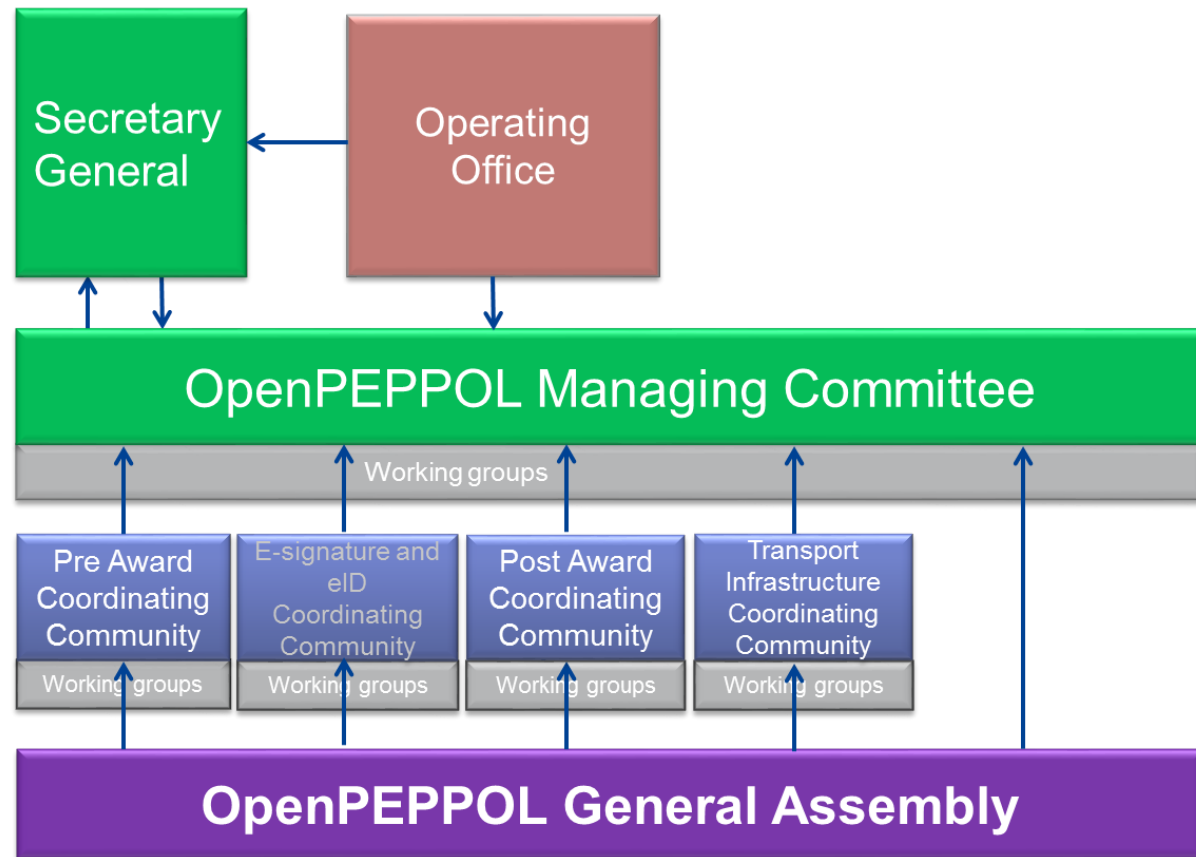 Secretary
General
Operating
Office
OpenPEPPOL Managing Committee
Working groups
Pre Award
Coordinating
Community
Working groups
E-signature and
eID
Coordinating
Community
Working groups
Post Award
Coordinating
Community
Working groups
Transport
Infrastructure
Coordinating
Community
Working groups
OpenPEPPOL General Assembly